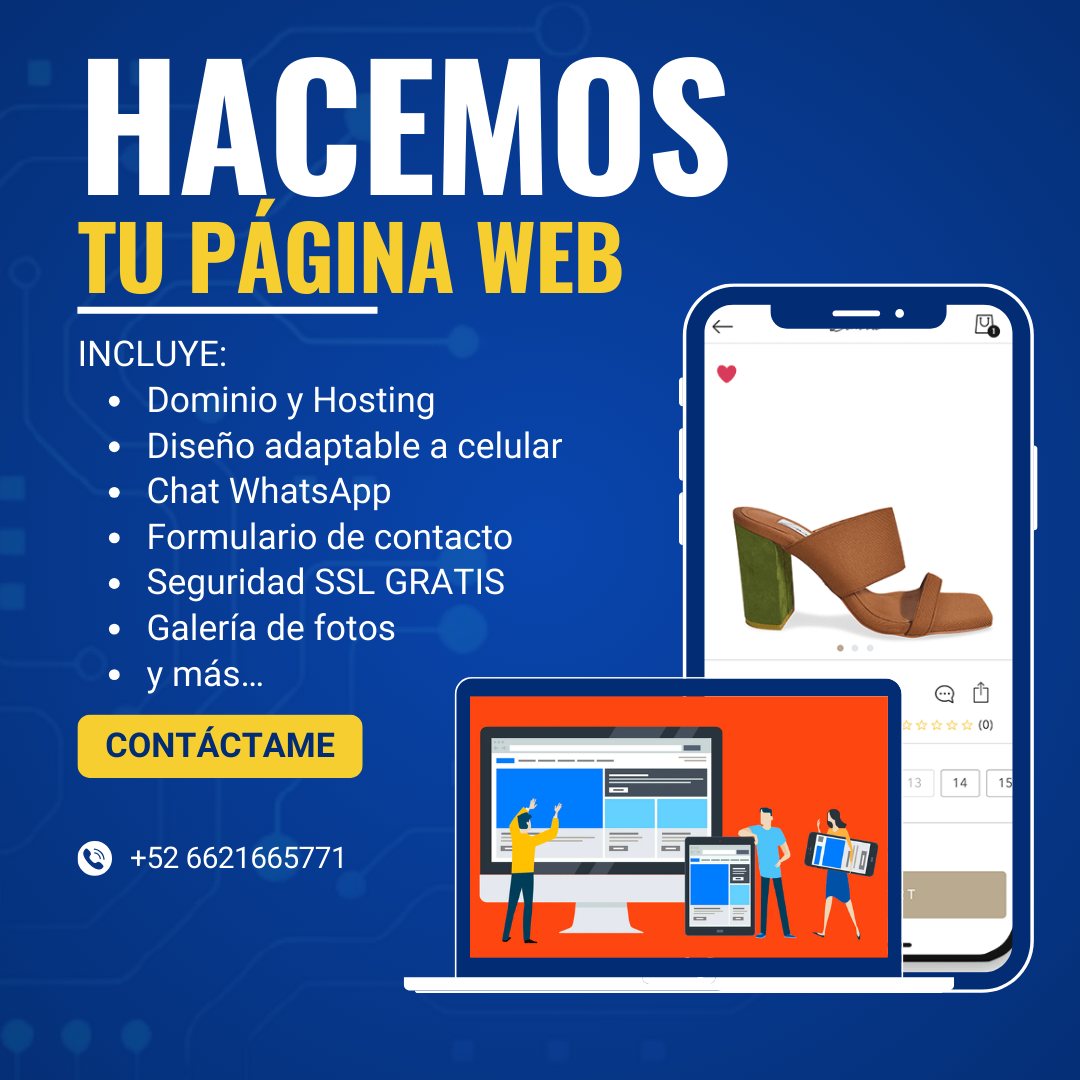 HACEMOS
TU PÁGINA WEB
INCLUYE:
• Dominio y Hosting
• Diseño adaptable a celular
• Chat WhatsApp
• Formulario de contacto
• Seguridad SSL GRATIS
• Galería de fotos
• y más...
CONTÁCTAME
+52 6621665771
1
(0)
13 14 15